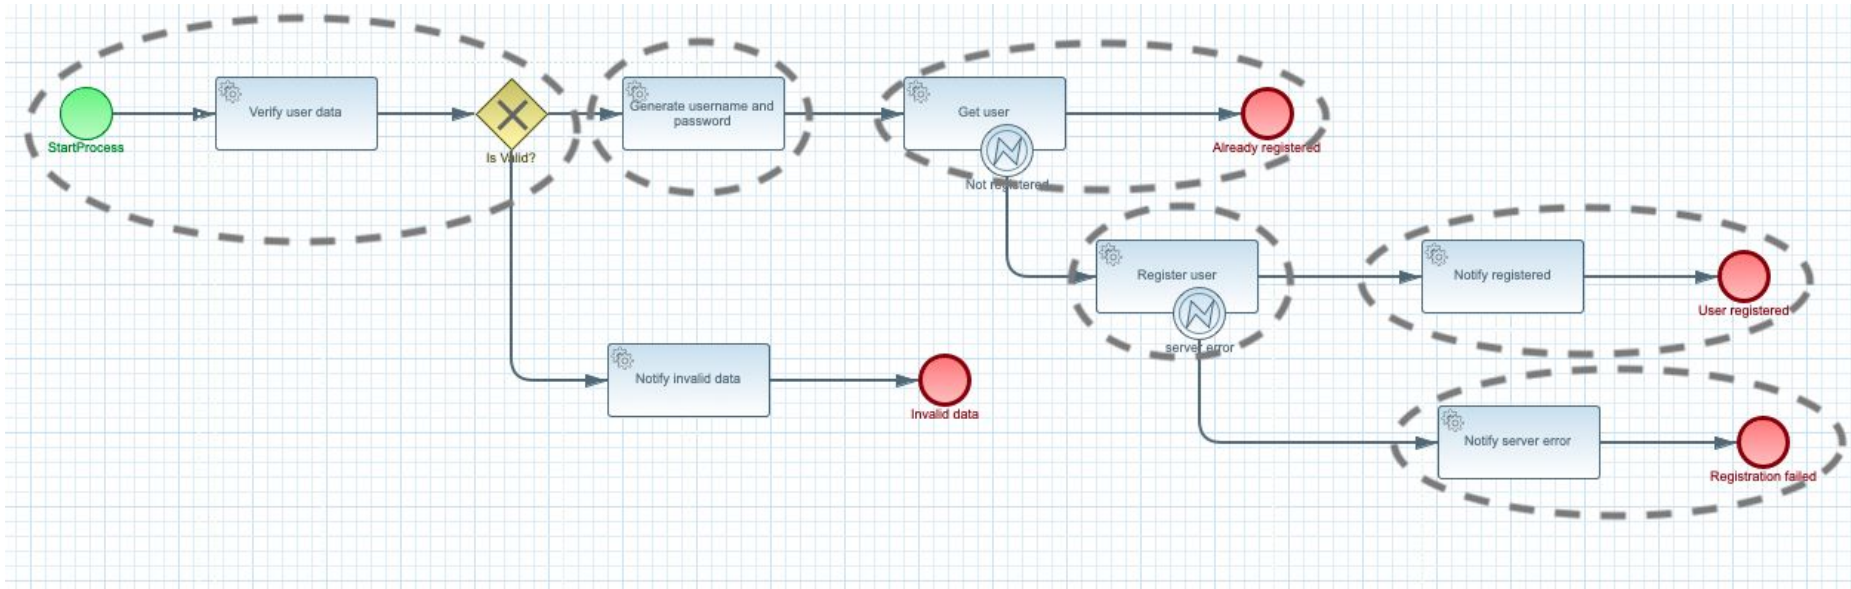 StartProcess
Verify user data
Is Valid?
Generate username and
password
Get user
Not registered
Already registered
Register user
server error
Notify registered
User registered
Notify invalid data
Invalid data
Notify server error
Registration failed